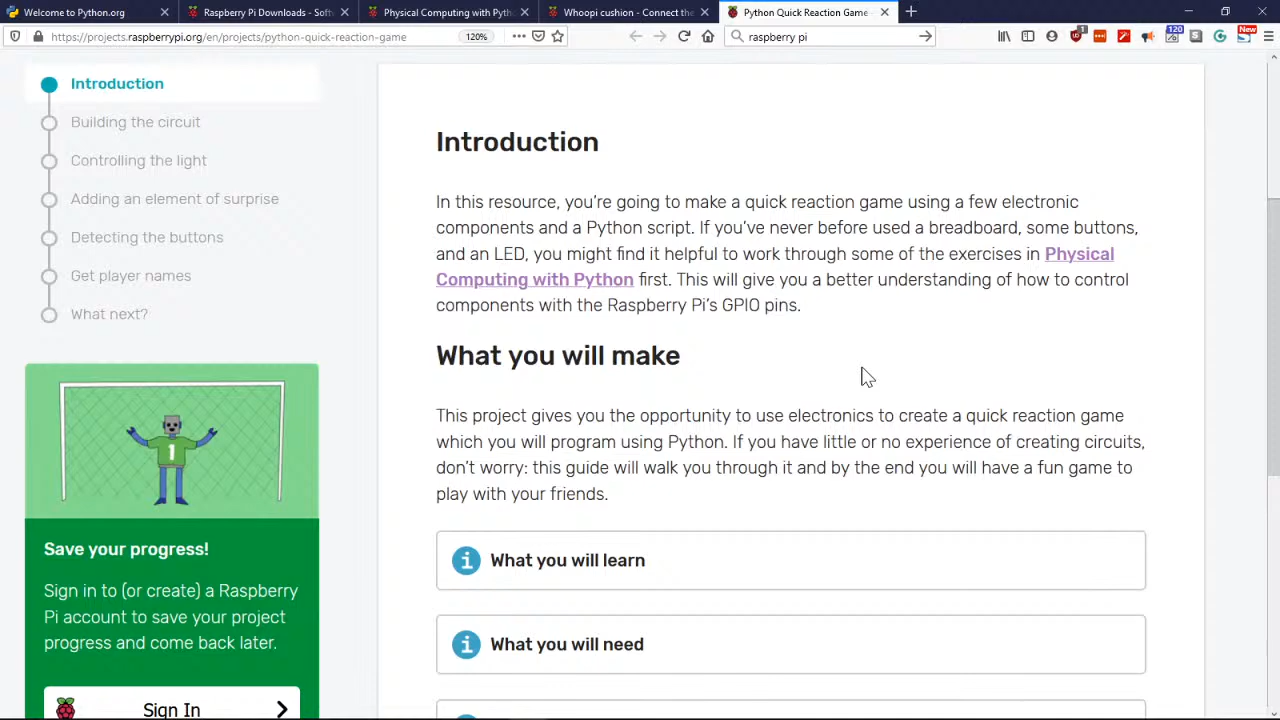 Welcome to Python.org
Raspberry Pi Downloads - Soft
Physical Computing with Pyth
Whoopi cushion - Connect the
Python Quick Reaction Game
https://projects.raspberrypi.org/en/projects/python-quick-reaction-game
120%
raspberry pi
1
120
New
Introduction
Building the circuit
Controlling the light
Adding an element of surprise
Detecting the buttons
Get player names
What next?
1
Save your progress!
Sign in to (or create) a Raspberry
Pi account to save your project
progress and come back later.
Sign In
Introduction
In this resource, you're going to make a quick reaction game using a few electronic
components and a Python script. If you've never before used a breadboard, some buttons,
and an LED, you might find it helpful to work through some of the exercises in Physical
Computing with Python first. This will give you a better understanding of how to control
components with the Raspberry Pi's GPIO pins.
What you will make
This project gives you the opportunity to use electronics to create a quick reaction game
which you will program using Python. If you have little or no experience of creating circuits,
don't worry: this guide will walk you through it and by the end you will have a fun game to
play with your friends.
What you will learn
What you will need